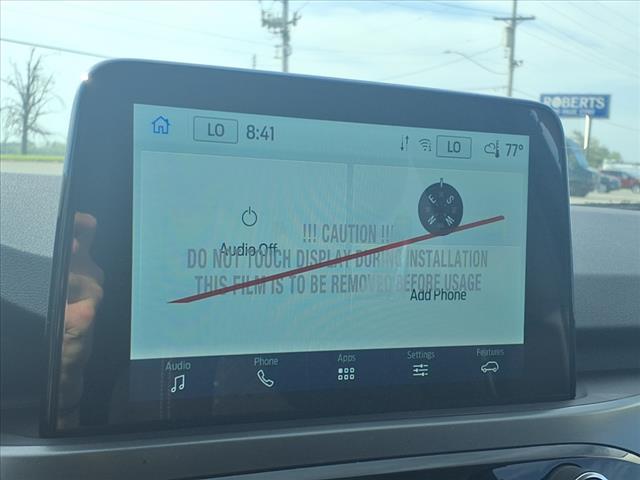 ROBERTS
LO 8:41 LO 77°
E S
N W
Audio Off
!!! CAUTION !!!
DO NOT TOUCH DISPLAY DURING INSTALLATION
THIS FILM IS TO BE REMOVED BEFORE USAGE
Add Phone
Audio Phone Apps Settings Features